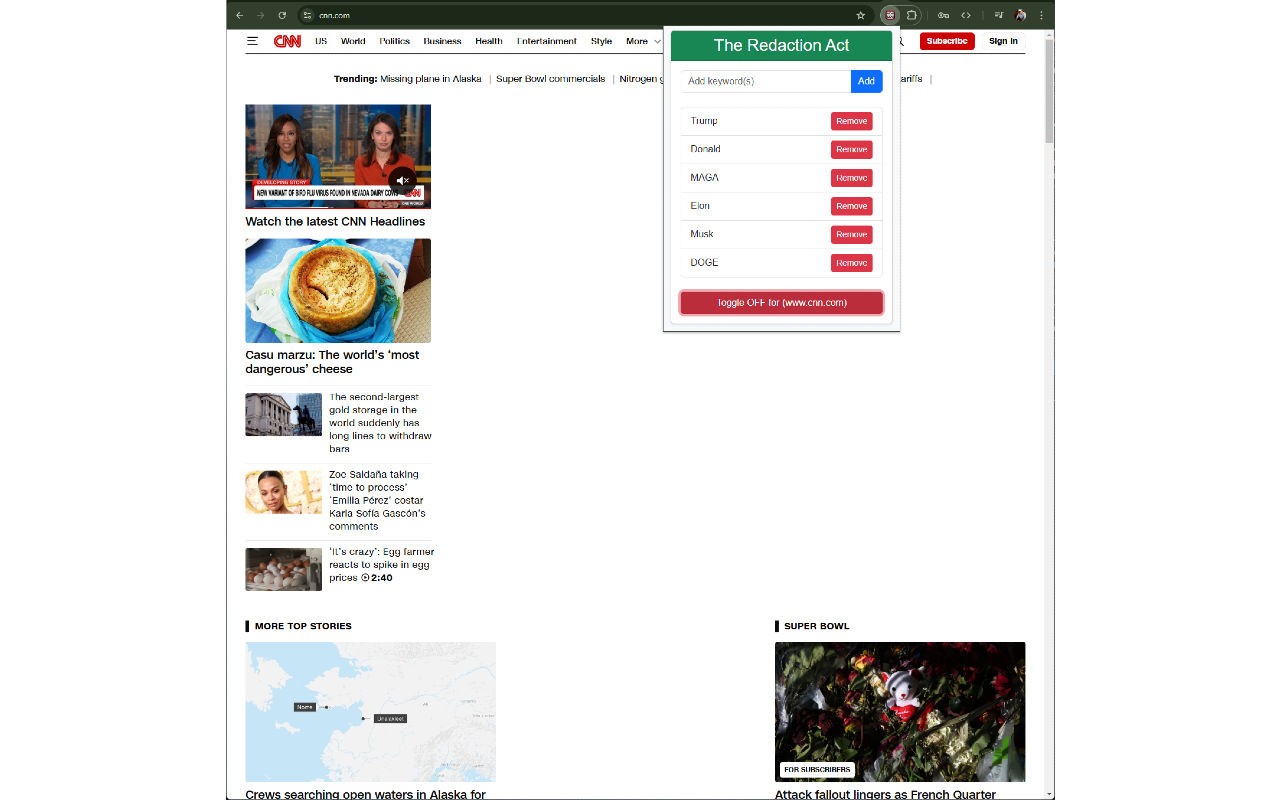 cnn.com
CNN US World Politics Business Health Entertainment Style More
Subscribe Sign in
Trending: Missing plane in Alaska | Super Bowl commercials | Nitrogen g
ariffs |
The Redaction Act
Add keyword(s) Add
Trump Remove
Donald Remove
MAGA Remove
Elon Remove
Musk Remove
DOGE Remove
Toggle OFF for (www.cnn.com)
DEVELOPING STORY
NEW VARIANT OF BIRD FLU VIRUS FOUND IN NEVADA DAIRY COWS
CNN
Watch the latest CNN Headlines
Casu marzu: The world's ‘most
dangerous’ cheese
The second-largest
gold storage in the
world suddenly has
long lines to withdraw
bars
Zoe Saldaña taking
‘time to process’
‘Emilia Pérez’ costar
Karla Sofía Gascón’s
comments
‘It’s crazy’: Egg farmer
reacts to spike in egg
prices 2:40
MORE TOP STORIES
Nome
Unalakleet
Crews searching open waters in Alaska for
SUPER BOWL
FOR SUBSCRIBERS
Attack fallout lingers as French Quarter